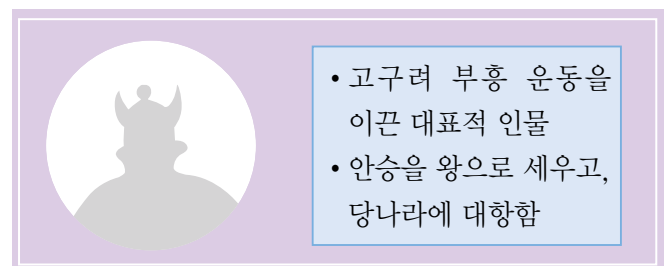 • 고구려 부흥 운동을
이끈 대표적 인물
• 안승을 왕으로 세우고,
당나라에 대항함